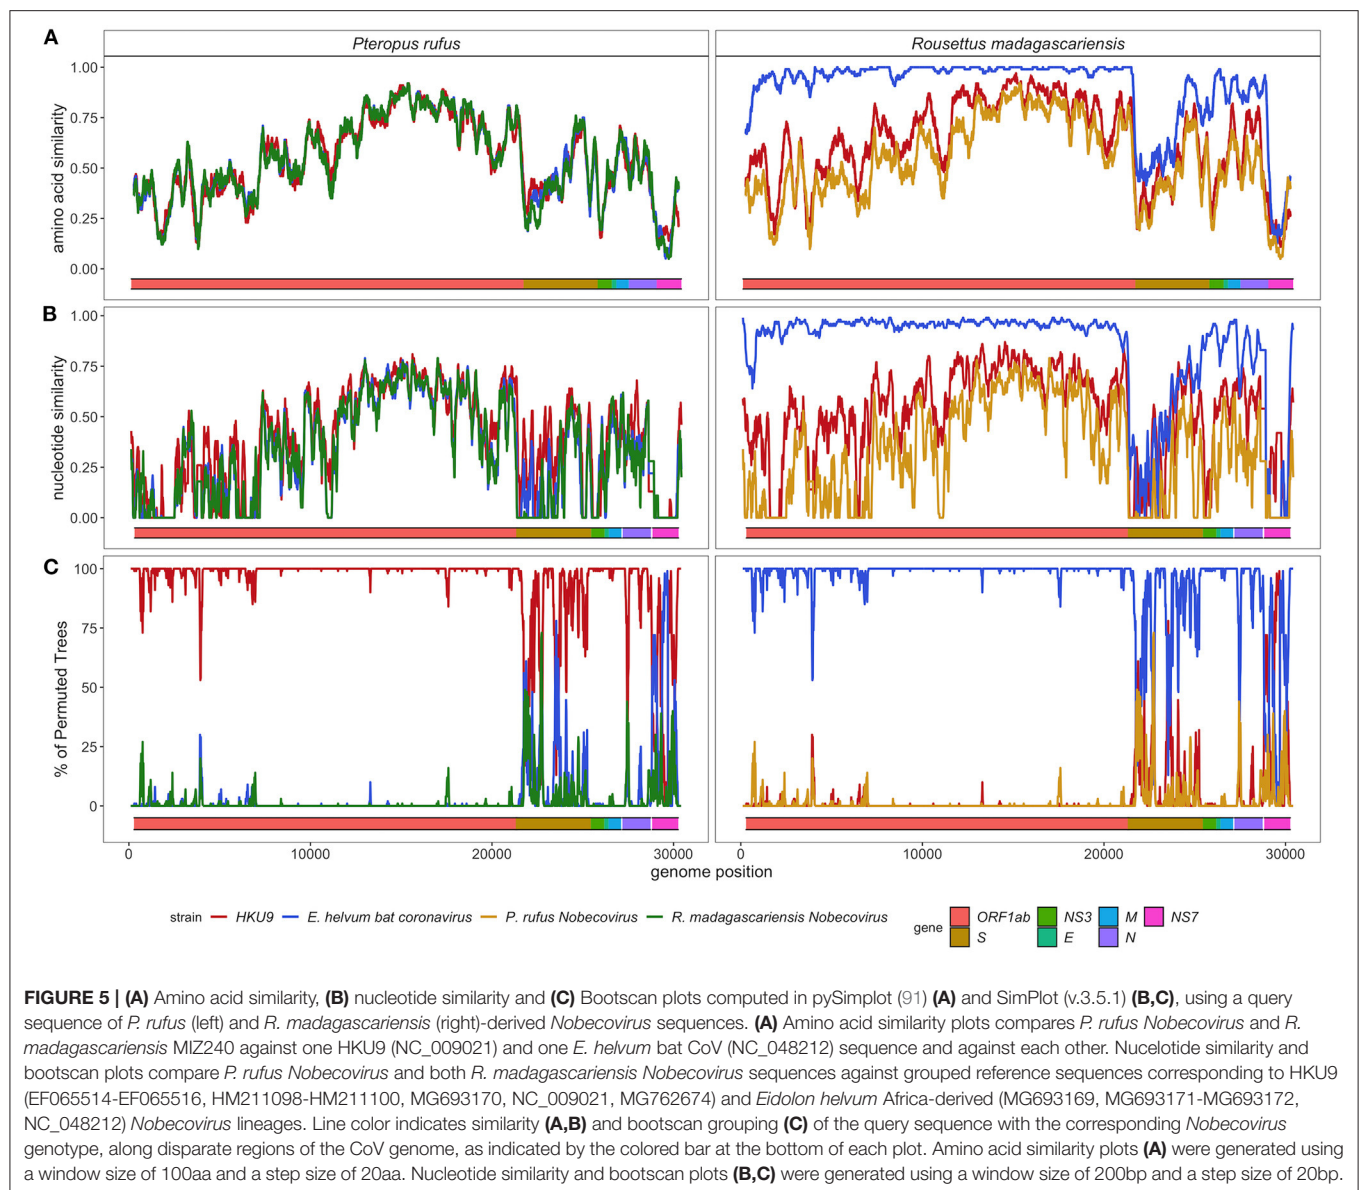 A
Pteropus rufus
Rousettus madagascariensis
1.00
0.75
0.50
0.25
0.00
amino acid similarity
B
1.00
0.75
0.50
0.25
0.00
nucleotide similarity
C
100
75
50
25
0
% of Permuted Trees
0 10000 20000 30000 0 10000 20000 30000
genome position
strain HKU9 E. helvum bat coronavirus P. rufus Nobecovirus R. madagascariensis Nobecovirus
gene ORF1ab NS3 M NS7
S E N
FIGURE 5 | (A) Amino acid similarity, (B) nucleotide similarity and (C) Bootscan plots computed in pySimplot (91) (A) and SimPlot (v.3.5.1) (B,C), using a query
sequence of P. rufus (left) and R. madagascariensis (right)-derived Nobecovirus sequences. (A) Amino acid similarity plots compares P. rufus Nobecovirus and R.
madagascariensis MIZ240 against one HKU9 (NC_009021) and one E. helvum bat CoV (NC_048212) sequence and against each other. Nucelotide similarity and
bootscan plots compare P. rufus Nobecovirus and both R. madagascariensis Nobecovirus sequences against grouped reference sequences corresponding to HKU9
(EF065514-EF065516, HM211098-HM211100, MG693170, NC_009021, MG762674) and Eidolon helvum Africa-derived (MG693169, MG693171-MG693172,
NC_048212) Nobecovirus lineages. Line color indicates similarity (A,B) and bootscan grouping (C) of the query sequence with the corresponding Nobecovirus
genotype, along disparate regions of the CoV genome, as indicated by the colored bar at the bottom of each plot. Amino acid similarity plots (A) were generated using
a window size of 100aa and a step size of 20aa. Nucleotide similarity and bootscan plots (B,C) were generated using a window size of 200bp and a step size of 20bp.